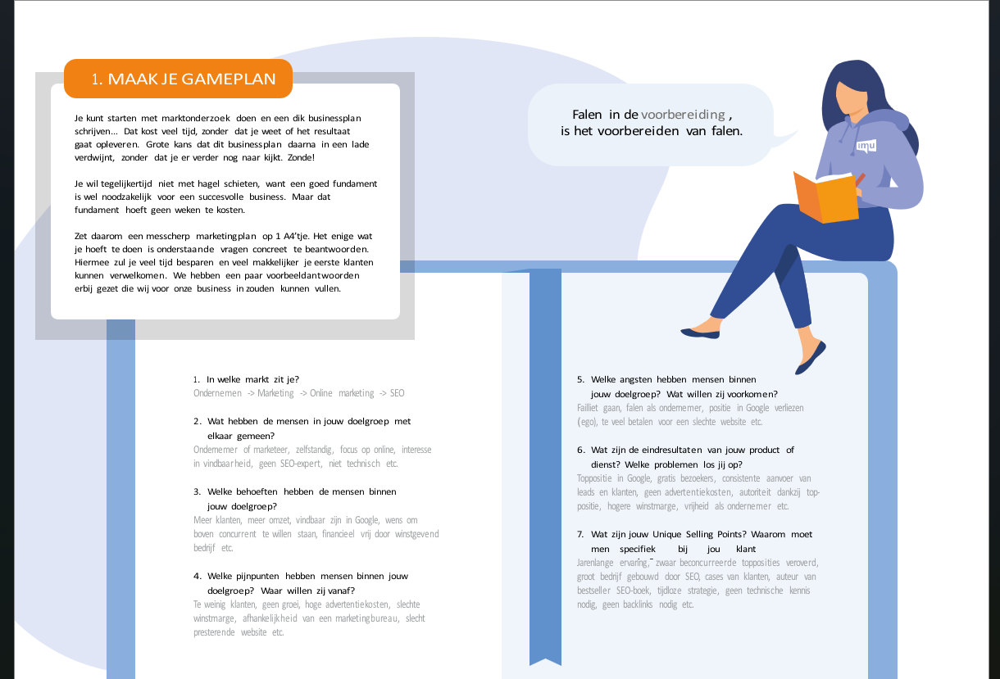 1. MAAK JE GAMEPLAN
Je kunt starten met marktonderzoek doen en een dik businessplan
schrijven... Dat kost veel tijd, zonder dat je weet of het resultaat
gaat opleveren. Grote kans dat dit businessplan daarna in een lade
verdwijnt, zonder dat je er verder nog naar kijkt. Zonde!
Je wil tegelijkertijd niet met hagel schieten, want een goed fundament
is wel noodzakelijk voor een succesvolle business. Maar dat
fundament hoeft geen weken te kosten.
Zet daarom een messcherp marketingplan op 1 A4'tje. Het enige wat
je hoeft te doen is onderstaande vragen concreet te beantwoorden.
Hiermee zul je veel tijd besparen en veel makkelijker je eerste klanten
kunnen verwelkomen. We hebben een paar voorbeeldantwoorden
erbij gezet die wij voor onze business in zouden kunnen vullen.
Falen in de voorbereiding ,
is het voorbereiden van falen.
imu
1. In welke markt zit je?
Ondernemen -> Marketing -> Online marketing -> SEO
2. Wat hebben de mensen in jouw doelgroep met
elkaar gemeen?
Ondernemer of marketeer, zelfstandig, focus op online, interesse
in vindbaarheid, geen SEO-expert, niet technisch etc.
3. Welke behoeften hebben de mensen binnen
jouw doelgroep?
Meer klanten, meer omzet, vindbaar zijn in Google, wens om
boven concurrent te willen staan, financieel vrij door winstgevend
bedrijf etc.
4. Welke pijnpunten hebben mensen binnen jouw
doelgroep? Waar willen zij vanaf?
Te weinig klanten, geen groei, hoge advertentiekosten, slechte
winstmarge, afhankelijkheid van een marketingbureau, slecht
presterende website etc.
5. Welke angsten hebben mensen binnen
jouw doelgroep? Wat willen zij voorkomen?
Failliet gaan, falen als ondernemer, positie in Google verliezen
(ego), te veel betalen voor een slechte website etc.
6. Wat zijn de eindresultaten van jouw product of
dienst? Welke problemen los jij op?
Toppositie in Google, gratis bezoekers, consistente aanvoer van
leads en klanten, geen advertentiekosten, autoriteit dankzij top-
positie, hogere winstmarge, vrijheid als ondernemer etc.
7. Wat zijn jouw Unique Selling Points? Waarom moet
men specifiek bij jou klant
Jarenlange ervaring, zwaar beconcurreerde topposities veroverd,
groot bedrijf gebouwd door SEO, cases van klanten, auteur van
bestseller SEO-boek, tijdloze strategie, geen technische kennis
nodig, geen backlinks nodig etc.